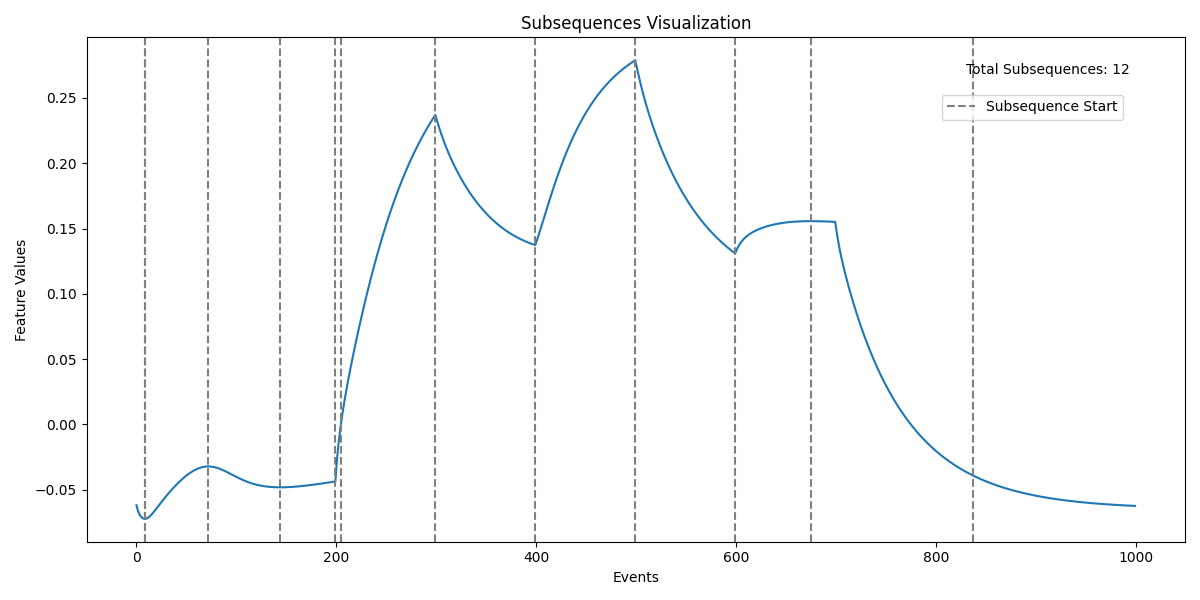 Subsequences Visualization
Total Subsequences: 12
Subsequence Start
Feature Values
0.25
0.20
0.15
0.10
0.05
0.00
−0.05
0 200 400 600 800 1000
Events